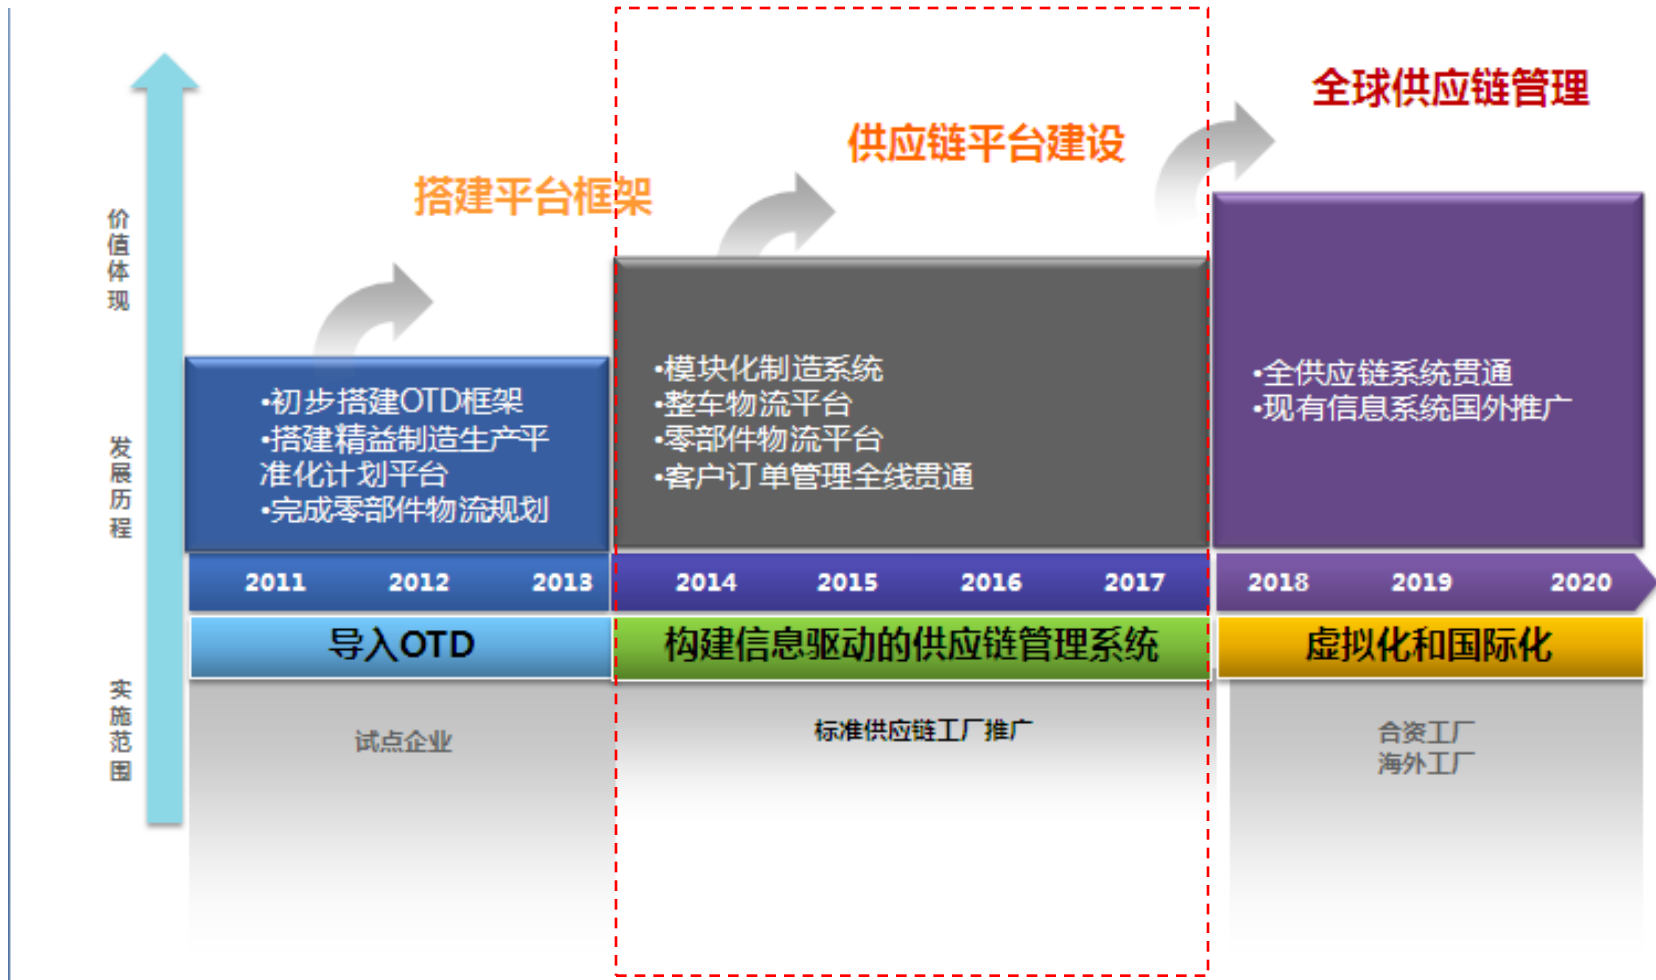 全球供应链管理
供应链平台建设
搭建平台框架
价值体现
•模块化制造系统
•整车物流平台
•零部件物流平台
•客户订单管理全线贯通
•全供应链系统贯通
•现有信息系统国外推广
•初步搭建OTD框架
•搭建精益制造生产平
准化计划平台
•完成零部件物流规划
发展历程
2011 2012 2013 2014 2015 2016 2017 2018 2019 2020
导入OTD
构建信息驱动的供应链管理系统
虚拟化和国际化
实施范围
试点企业
标准供应链工厂推广
合资工厂
海外工厂